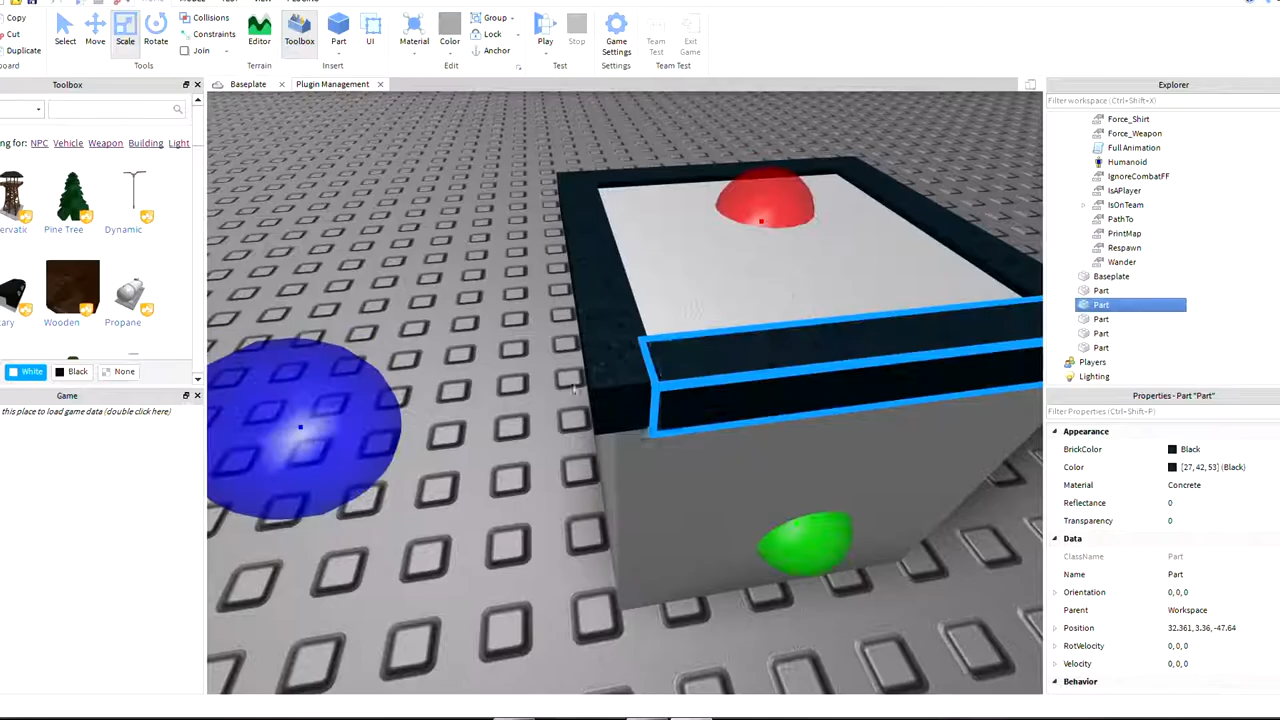 Copy
Cut
Duplicate
Select
Move
Scale
Rotate
Tools
Collisions
Constraints
Join
Editor
Terrain
Toolbox
Part
UI
Insert
Material
Color
Group
Lock
Anchor
Edit
Play
Stop
Test
Game
Settings
Settings
Team
Test
Exit
Game
Team Test
Toolbox
Baseplate
Plugin Management
NPC Vehicle Weapon Building Light
Pine Tree
Dynamic
Wooden
Propane
White
Black
None
Game
this place to load game data (double click here)
Explorer
Filter workspace (Ctrl+Shift+X)
Force_Shirt
Force_Weapon
Full Animation
Humanoid
IgnoreCombatFF
IsAPlayer
IsOnTeam
PathTo
PrintMap
Respawn
Wander
Baseplate
Part
Part
Part
Part
Part
Players
Lighting
Properties - Part "Part"
Filter Properties (Ctrl+Shift+P)
Appearance
BrickColor Black
Color [27, 42, 53] (Black)
Material Concrete
Reflectance 0
Transparency 0
Data
ClassName Part
Name Part
Orientation 0, 0, 0
Parent Workspace
Position 32.361, 3.36, -47.64
RotVelocity 0, 0, 0
Velocity 0, 0, 0
Behavior